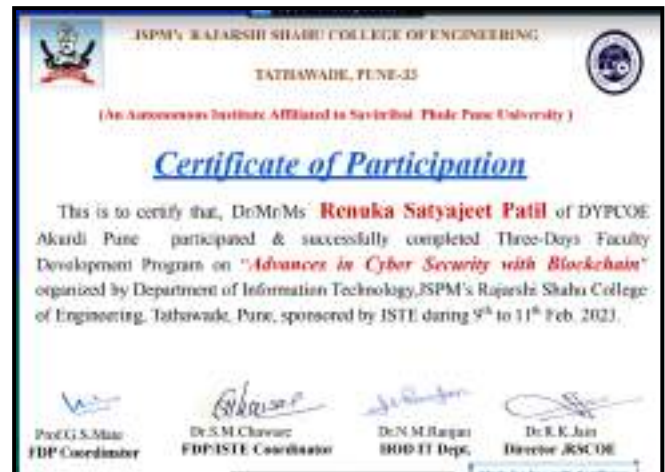 JSPM's RAJARSHI SHAHU COLLEGE OF ENGINEERING
TATHAWADE, PUNE-33
(An Autonomous Institute Affiliated to Savitribai Phule Pune University )
Certificate of Participation
This is to certify that, Dr/Mr/Ms Renuka Satyajeet Patil of DYPCOE
Akurdi Pune participated & successfully completed Three-Days Faculty
Development Program on "Advances in Cyber Security with Blockchain"
organized by Department of Information Technology,JSPM's Rajarshi Shahu College
of Engineering, Tathawade, Pune, sponsored by ISTE during 9th to 11th Feb. 2023.
Prof.G.S.Mate Dr.S.M.Chaware Dr.N.M.Ranjan Dr.R.K.Jain
FDP Coordinator FDP/ISTE Coordinator HOD IT Dept. Director JRSCOE